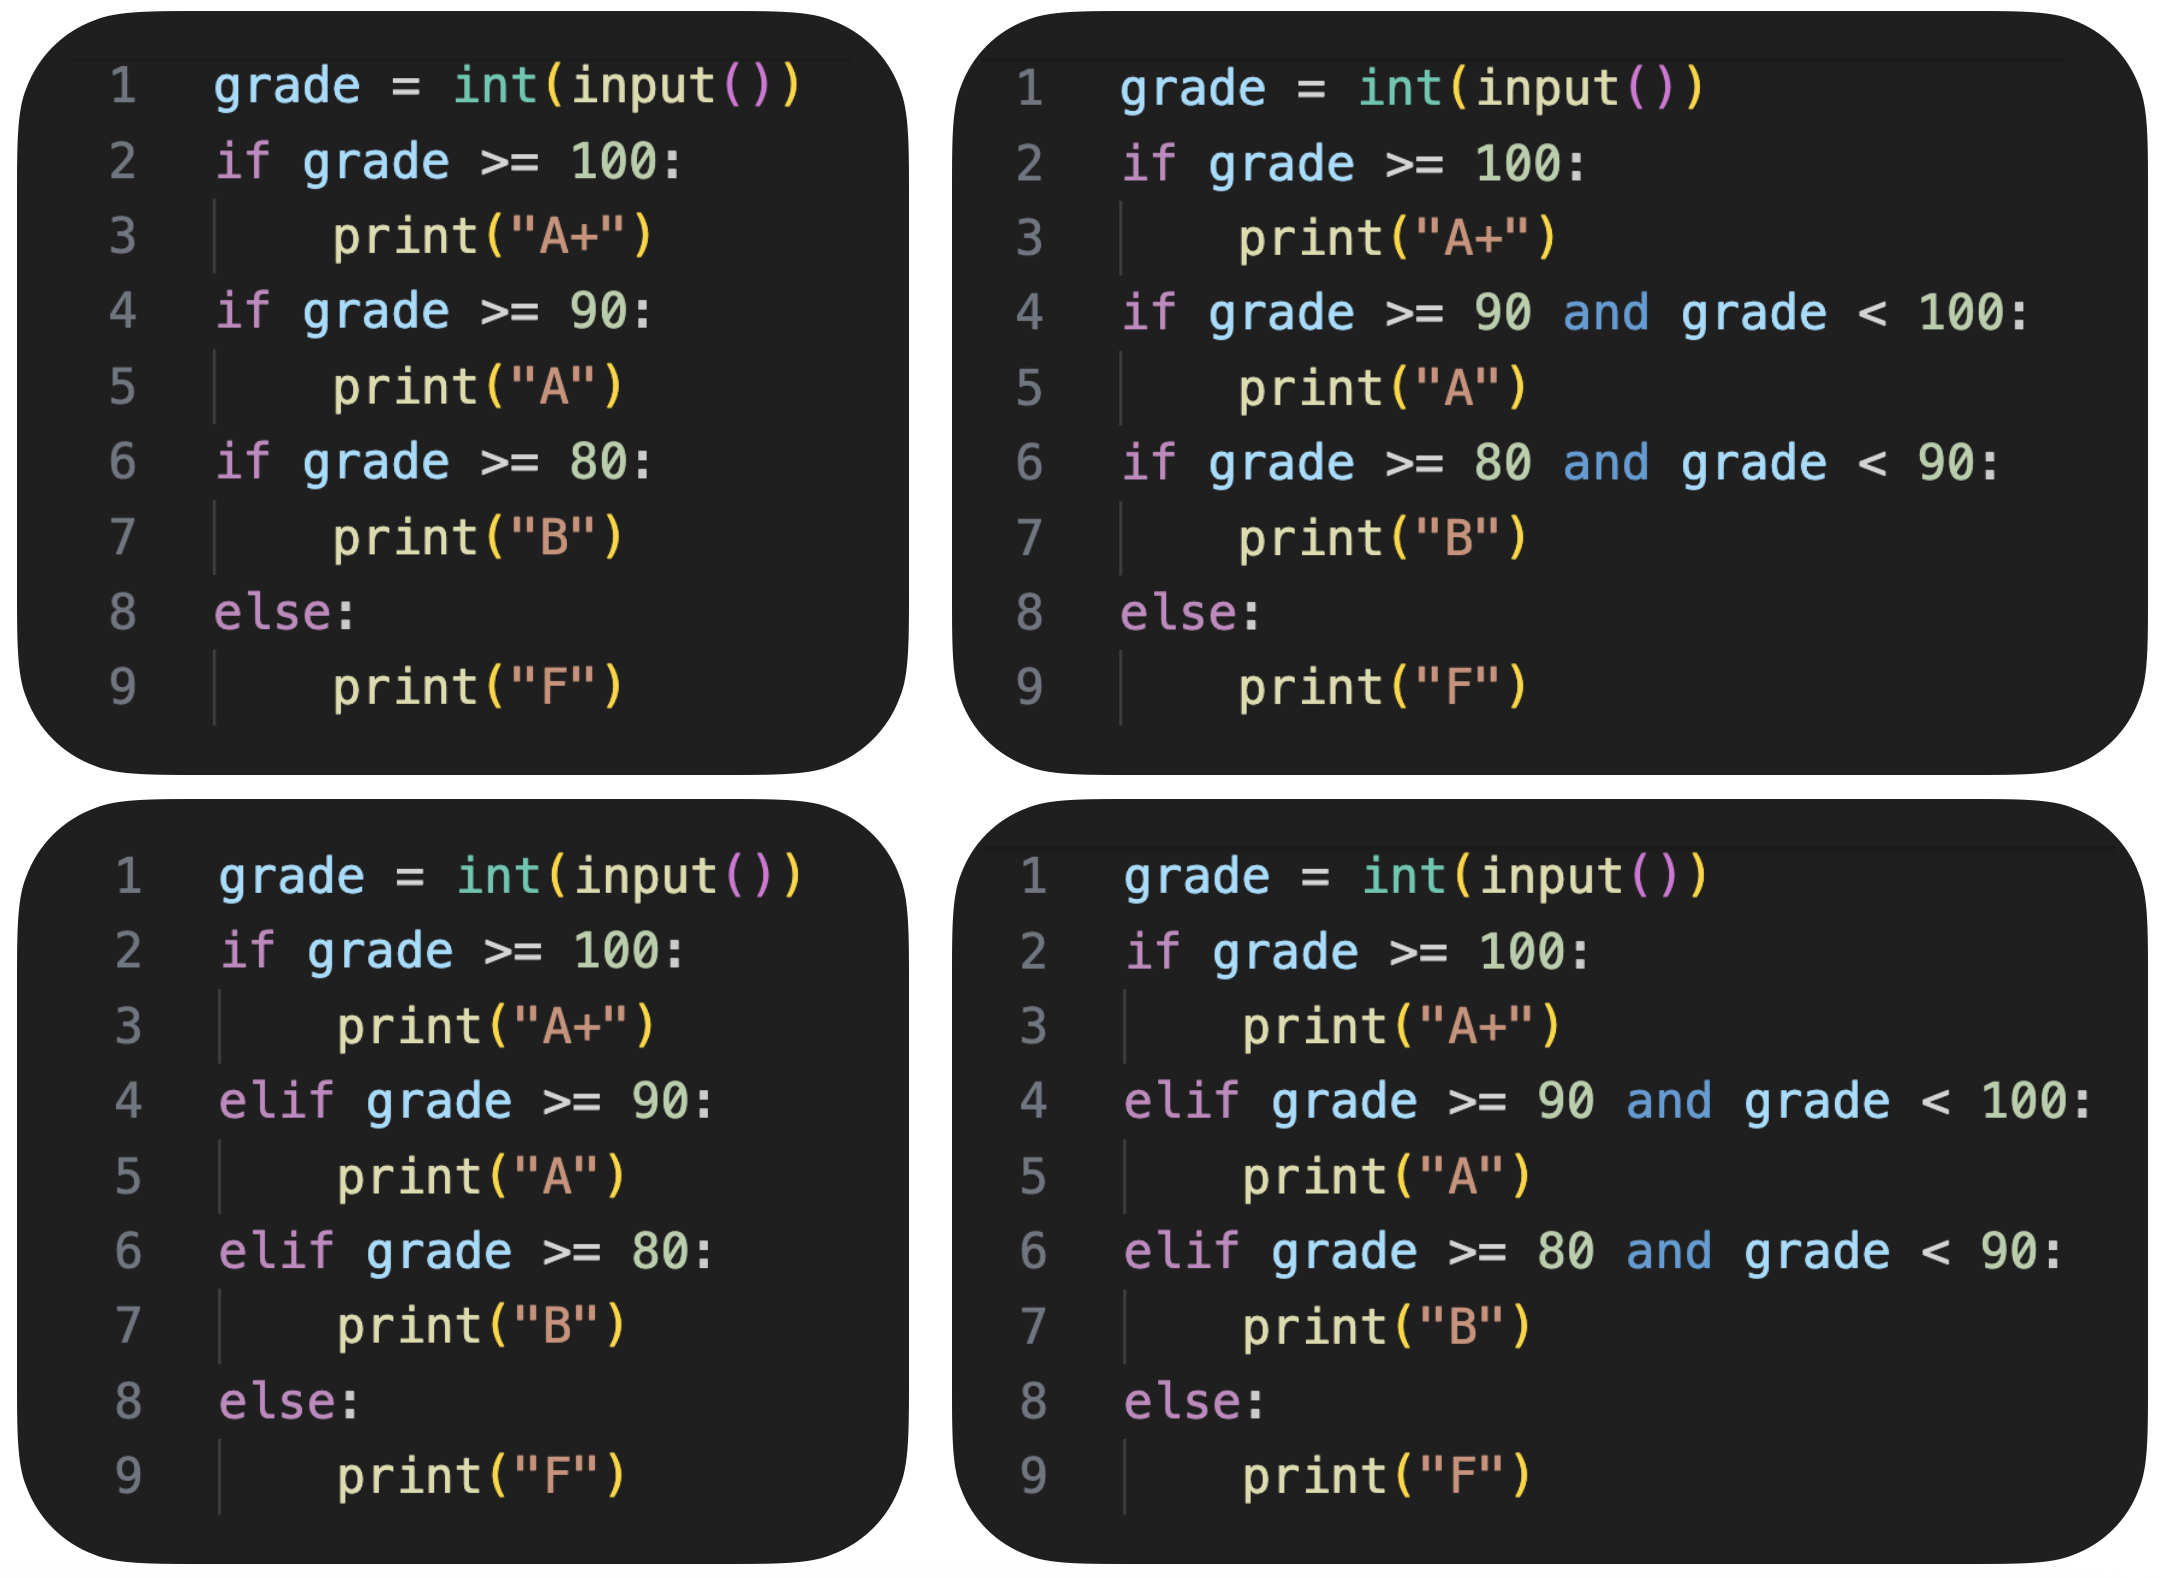 1 grade = int(input())
2 if grade >= 100:
3     print("A+")
4 if grade >= 90:
5     print("A")
6 if grade >= 80:
7     print("B")
8 else:
9     print("F")
1 grade = int(input())
2 if grade >= 100:
3     print("A+")
4 if grade >= 90 and grade < 100:
5     print("A")
6 if grade >= 80 and grade < 90:
7     print("B")
8 else:
9     print("F")
1 grade = int(input())
2 if grade >= 100:
3     print("A+")
4 elif grade >= 90:
5     print("A")
6 elif grade >= 80:
7     print("B")
8 else:
9     print("F")
1 grade = int(input())
2 if grade >= 100:
3     print("A+")
4 elif grade >= 90 and grade < 100:
5     print("A")
6 elif grade >= 80 and grade < 90:
7     print("B")
8 else:
9     print("F")